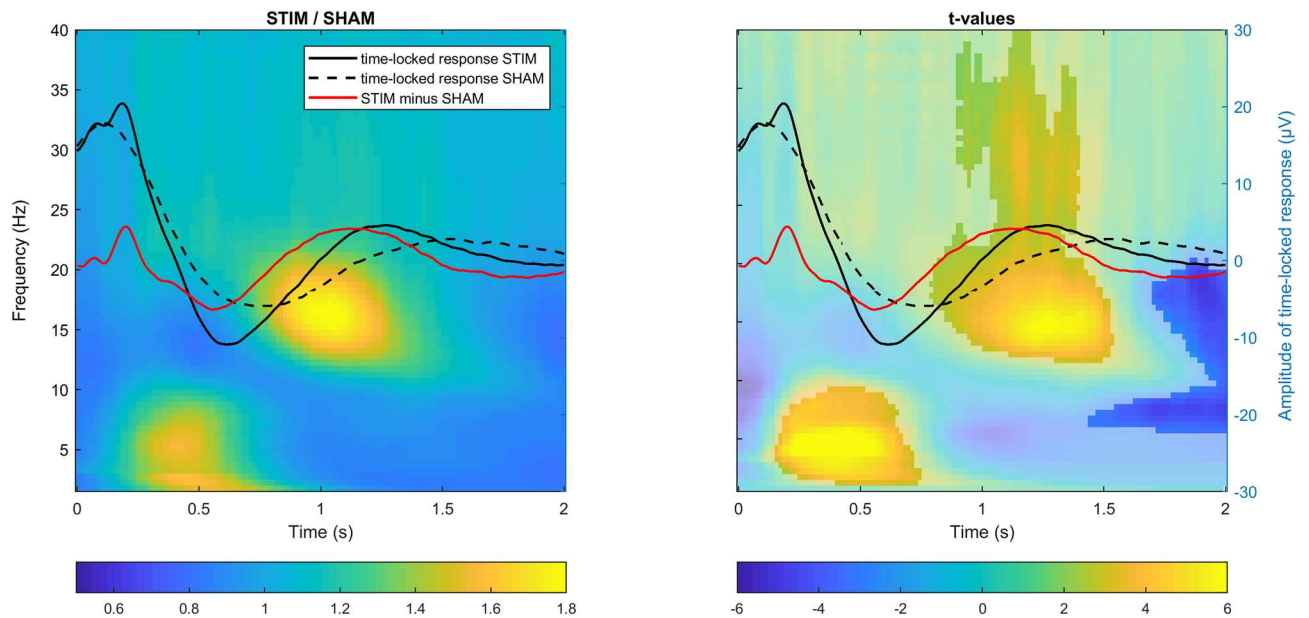 STIM / SHAM
40
35
30
25
20
15
10
5
Frequency (Hz)
time-locked response STIM
time-locked response SHAM
STIM minus SHAM
0 0.5 1 1.5 2
Time (s)
0.6 0.8 1 1.2 1.4 1.6 1.8
t-values
30
20
10
0
-10
-20
-30
Amplitude of time-locked response (µV)
0 0.5 1 1.5 2
Time (s)
-6 -4 -2 0 2 4 6